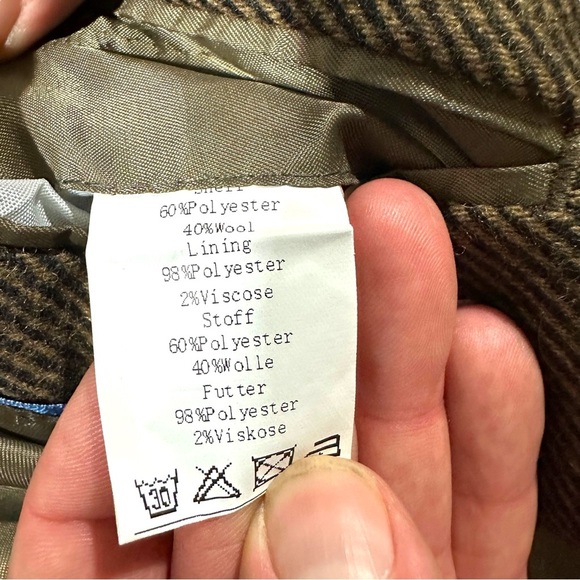 Shell
60%Polyester
40%Wool
Lining
98%Polyester
2%Viscose
Stoff
60%Polyester
40%Wolle
Futter
98%Polyester
2%Viskose
30